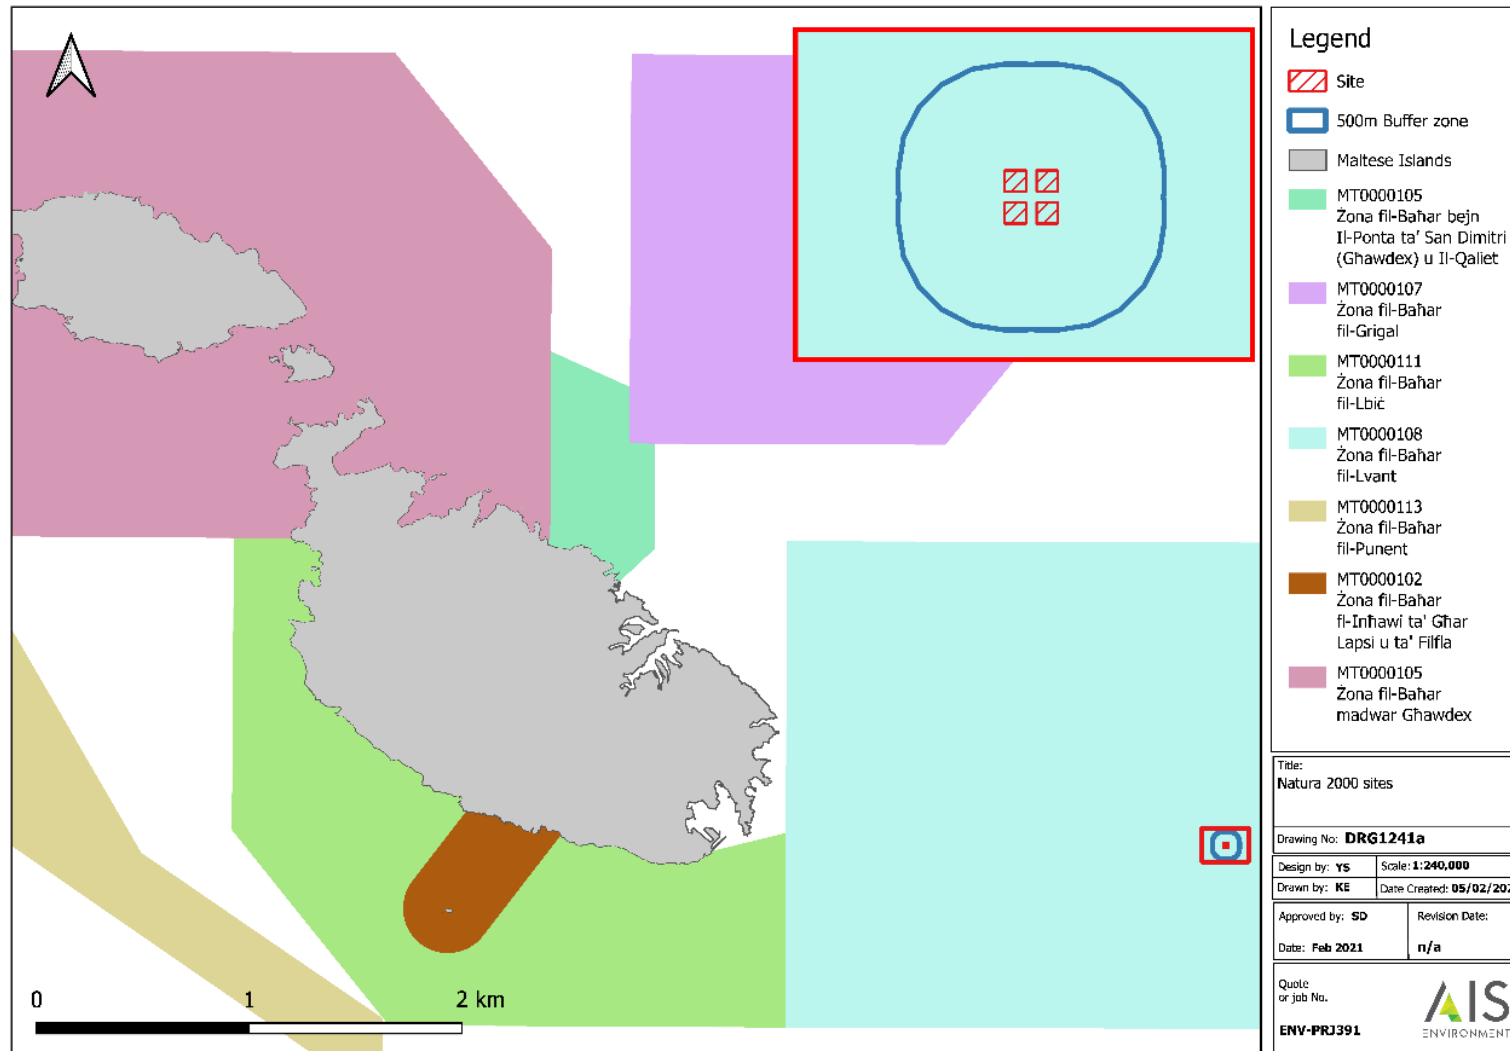 Legend
Site
500m Buffer zone
Maltese Islands
MT0000105
Żona fil-Baħar bejn
Il-Ponta ta' San Dimitri
(Għawdex) u Il-Qaliet
MT0000107
Żona fil-Baħar
fil-Grigal
MT0000111
Żona fil-Baħar
fil-Lbiċ
MT0000108
Żona fil-Baħar
fil-Lvant
MT0000113
Żona fil-Baħar
fil-Punent
MT0000102
Żona fil-Baħar
fl-Inħawi ta' Għar
Lapsi u ta' Filfla
MT0000105
Żona fil-Baħar
madwar Għawdex
Title:
Natura 2000 sites
Drawing No: DRG1241a
Design by: YS Scale: 1:240,000
Drawn by: KE Date Created: 05/02/202
Approved by: SD Revision Date:
Date: Feb 2021 n/a
Quote
or job No.
ENV-PRJ391
AIS
ENVIRONMENT
0 1 2 km